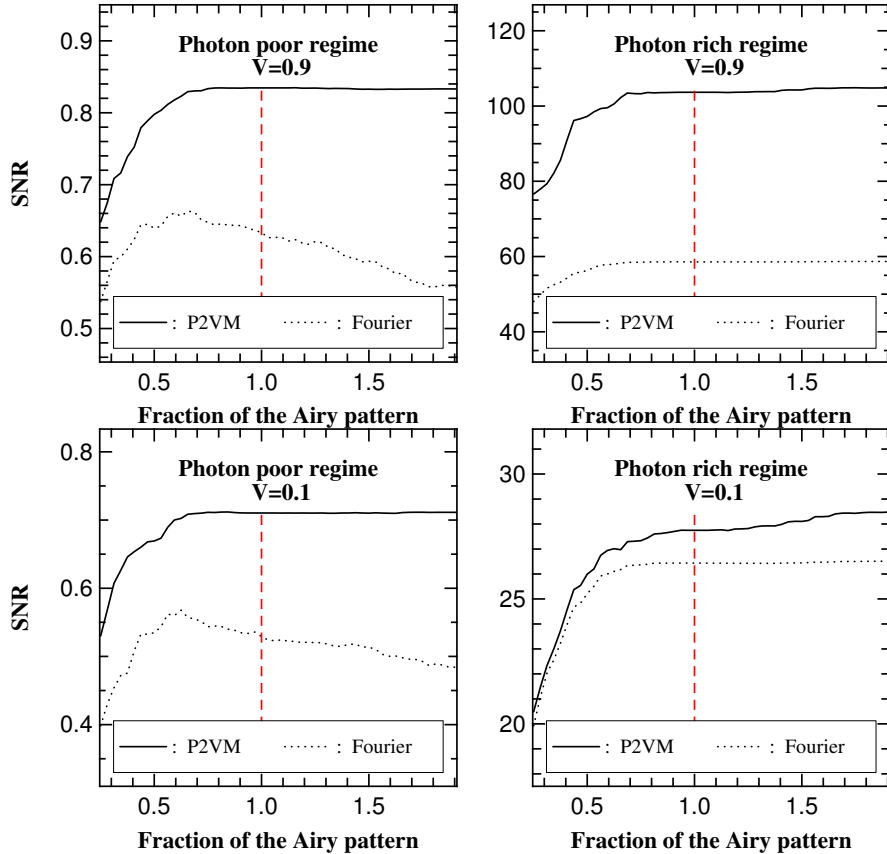 Photon poor regime
V=0.9
SNR
0.9
0.8
0.7
0.6
0.5
: P2VM : Fourier
0.5 1.0 1.5
Fraction of the Airy pattern
Photon rich regime
V=0.9
120
100
80
60
40
: P2VM : Fourier
0.5 1.0 1.5
Fraction of the Airy pattern
Photon poor regime
V=0.1
SNR
0.8
0.6
0.4
: P2VM : Fourier
0.5 1.0 1.5
Fraction of the Airy pattern
Photon rich regime
V=0.1
30
28
26
24
22
20
18
: P2VM : Fourier
0.5 1.0 1.5
Fraction of the Airy pattern